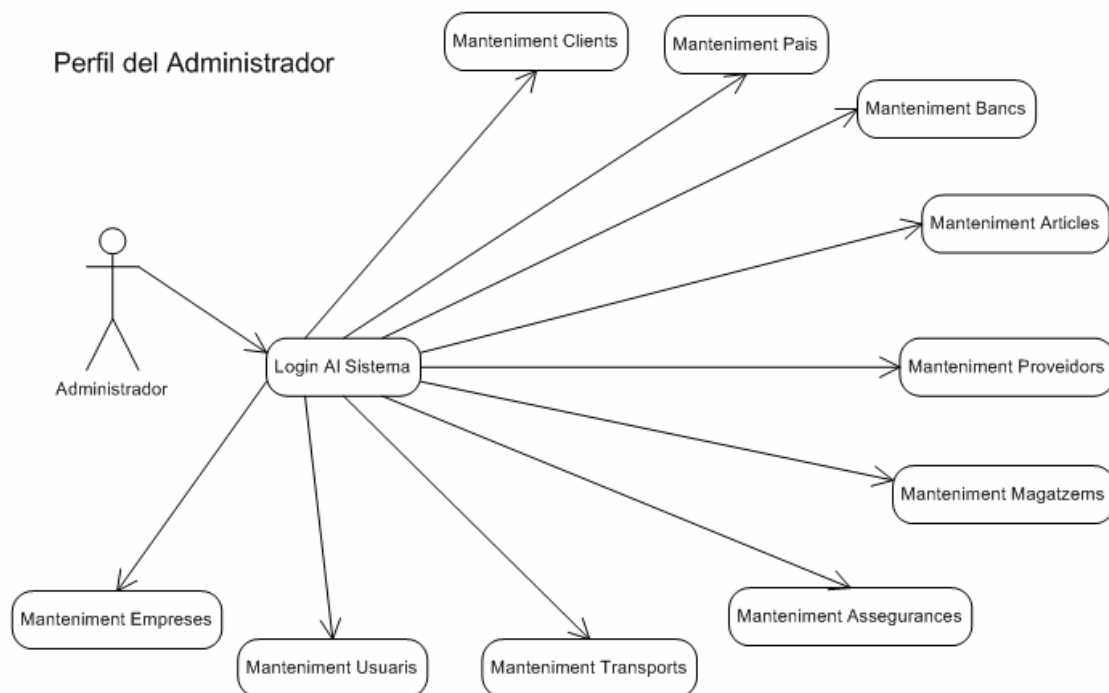 Manteniment Clients
Manteniment Pais
Perfil del Administrador
Manteniment Bancs
Manteniment Articles
Login Al Sistema
Manteniment Proveidors
Administrador
Manteniment Magatzems
Manteniment Assegurances
Manteniment Empreses
Manteniment Usuaris
Manteniment Transports